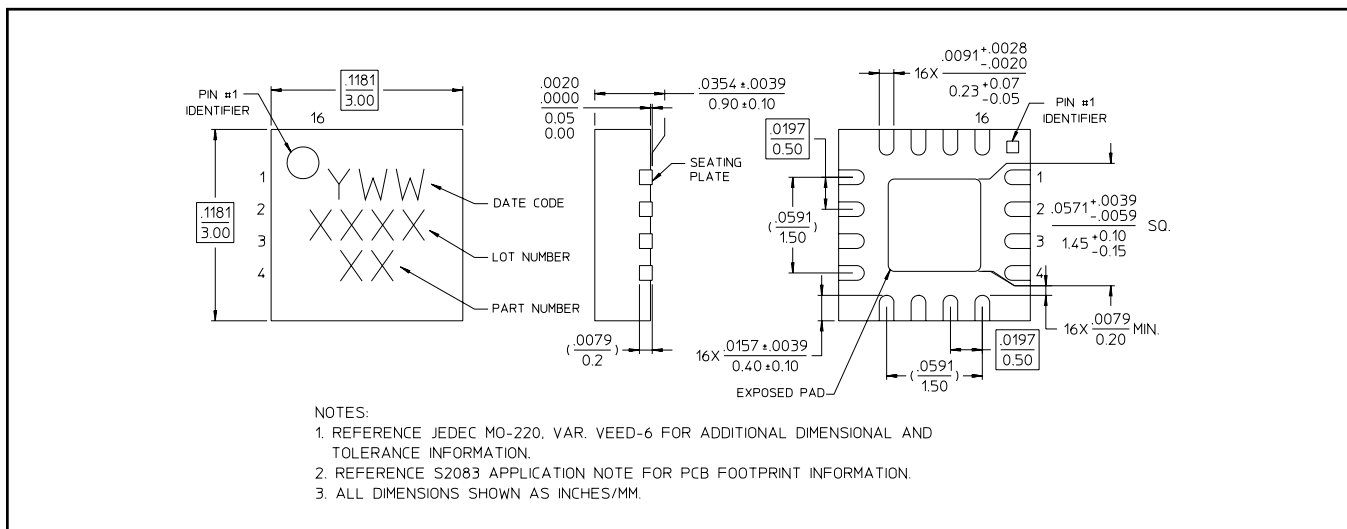 PIN #1
IDENTIFIER
.1181
3.00
16
.1181
3.00
1
2
3
4
YWW
XXXX
XX
DATE CODE
LOT NUMBER
PART NUMBER
.0020
.0000
0.05
0.00
.0354 ±.0039
0.90 ±0.10
SEATING
PLATE
(.0079
0.2)
16X .0091 +.0028
-.0020
0.23 +0.07
-0.05
16
PIN #1
IDENTIFIER
.0197
0.50
(.0591
1.50)
1
2
3
4
.0571 +.0039
-.0059
1.45 +0.10
-0.15
SQ.
16X .0157 ±.0039
0.40 ±0.10
EXPOSED PAD
(.0591
1.50)
.0197
0.50
16X .0079 MIN.
0.20
NOTES:
1. REFERENCE JEDEC MO-220, VAR. VEED-6 FOR ADDITIONAL DIMENSIONAL AND
TOLERANCE INFORMATION.
2. REFERENCE S2083 APPLICATION NOTE FOR PCB FOOTPRINT INFORMATION.
3. ALL DIMENSIONS SHOWN AS INCHES/MM.